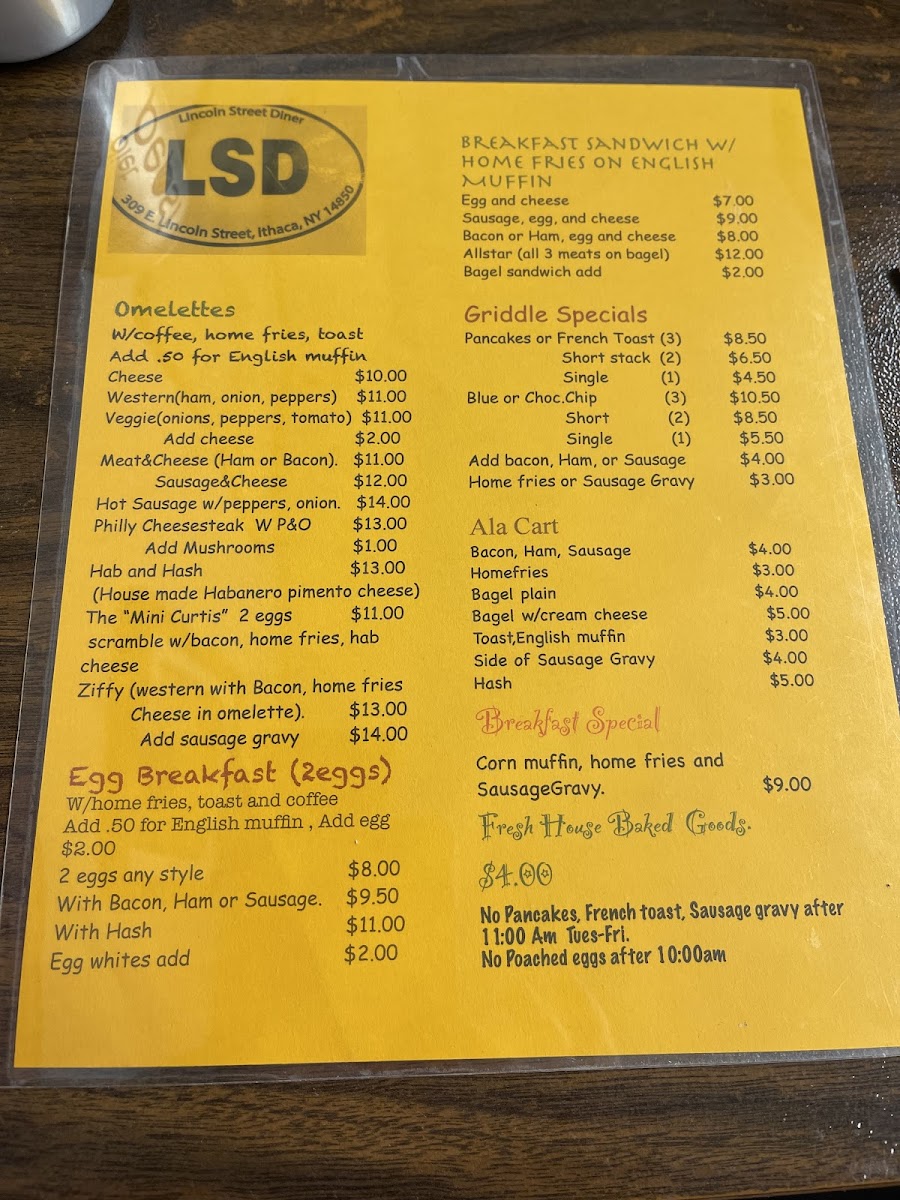 Lincoln Street Diner
LSD
309 E Lincoln Street, Ithaca, NY 14850
Omelettes
W/coffee, home fries, toast
Add .50 for English muffin
Cheese $10.00
Western(ham, onion, peppers) $11.00
Veggie(onions, peppers, tomato) $11.00
Add cheese $2.00
Meat&Cheese (Ham or Bacon). $11.00
Sausage&Cheese $12.00
Hot Sausage w/peppers, onion. $14.00
Philly Cheesesteak W P&O $13.00
Add Mushrooms $1.00
Hab and Hash $13.00
(House made Habanero pimento cheese)
The "Mini Curtis" 2 eggs $11.00
scramble w/bacon, home fries, hab
cheese
Ziffy (western with Bacon, home fries
Cheese in omelette). $13.00
Add sausage gravy $14.00
Egg Breakfast (2eggs)
W/home fries, toast and coffee
Add .50 for English muffin , Add egg
$2.00
2 eggs any style $8.00
With Bacon, Ham or Sausage. $9.50
With Hash $11.00
Egg whites add $2.00
BREAKFAST SANDWICH W/
HOME FRIES ON ENGLISH
MUFFIN
Egg and cheese $7.00
Sausage, egg, and cheese $9.00
Bacon or Ham, egg and cheese $8.00
Allstar (all 3 meats on bagel) $12.00
Bagel sandwich add $2.00
Griddle Specials
Pancakes or French Toast (3) $8.50
Short stack (2) $6.50
Single (1) $4.50
Blue or Choc.Chip (3) $10.50
Short (2) $8.50
Single (1) $5.50
Add bacon, Ham, or Sausage $4.00
Home fries or Sausage Gravy $3.00
Ala Cart
Bacon, Ham, Sausage $4.00
Homefries $3.00
Bagel plain $4.00
Bagel w/cream cheese $5.00
Toast,English muffin $3.00
Side of Sausage Gravy $4.00
Hash $5.00
Breakfast Special
Corn muffin, home fries and
SausageGravy. $9.00
Fresh House Baked Goods.
$4.00
No Pancakes, French toast, Sausage gravy after
11:00 Am Tues-Fri.
No Poached eggs after 10:00am